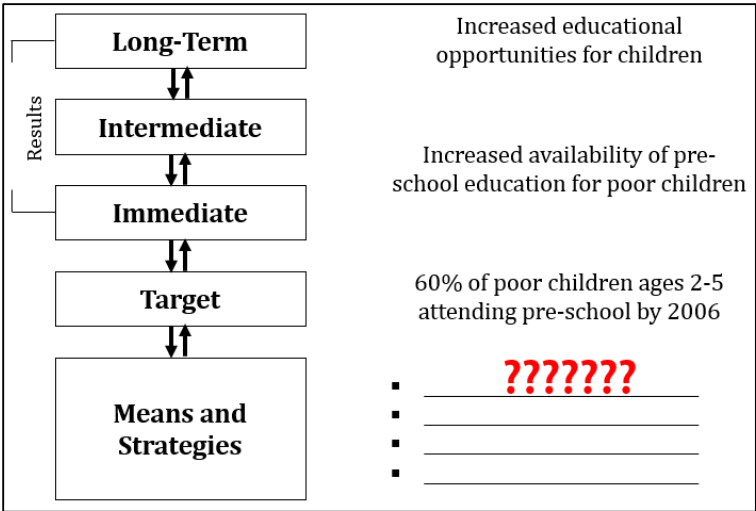 Long-Term
Increased educational
opportunities for children
Results
Intermediate
Increased availability of pre-
school education for poor children
Immediate
Target
60% of poor children ages 2-5
attending pre-school by 2006
Means and
Strategies
???????